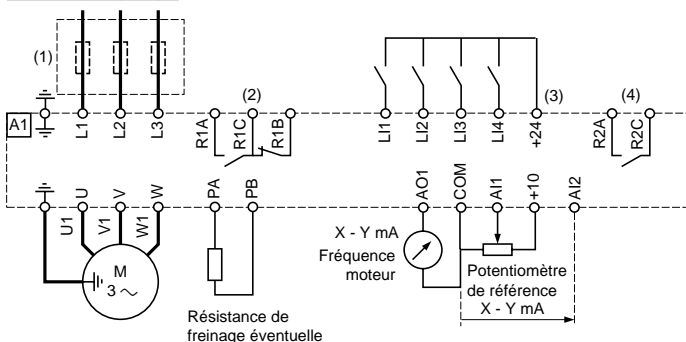 (1)
(2)
(3)
(4)
A1
L1
L2
L3
R1A
R1C
R1B
LI1
LI2
LI3
LI4
+24
R2A
R2C
U
V
W
PA
PB
AO1
COM
AI1
+10
AI2
U1
V1
W1
M
3 ~
X - Y mA
Fréquence
moteur
Potentiomètre
de référence
X - Y mA
Résistance de
freinage éventuelle